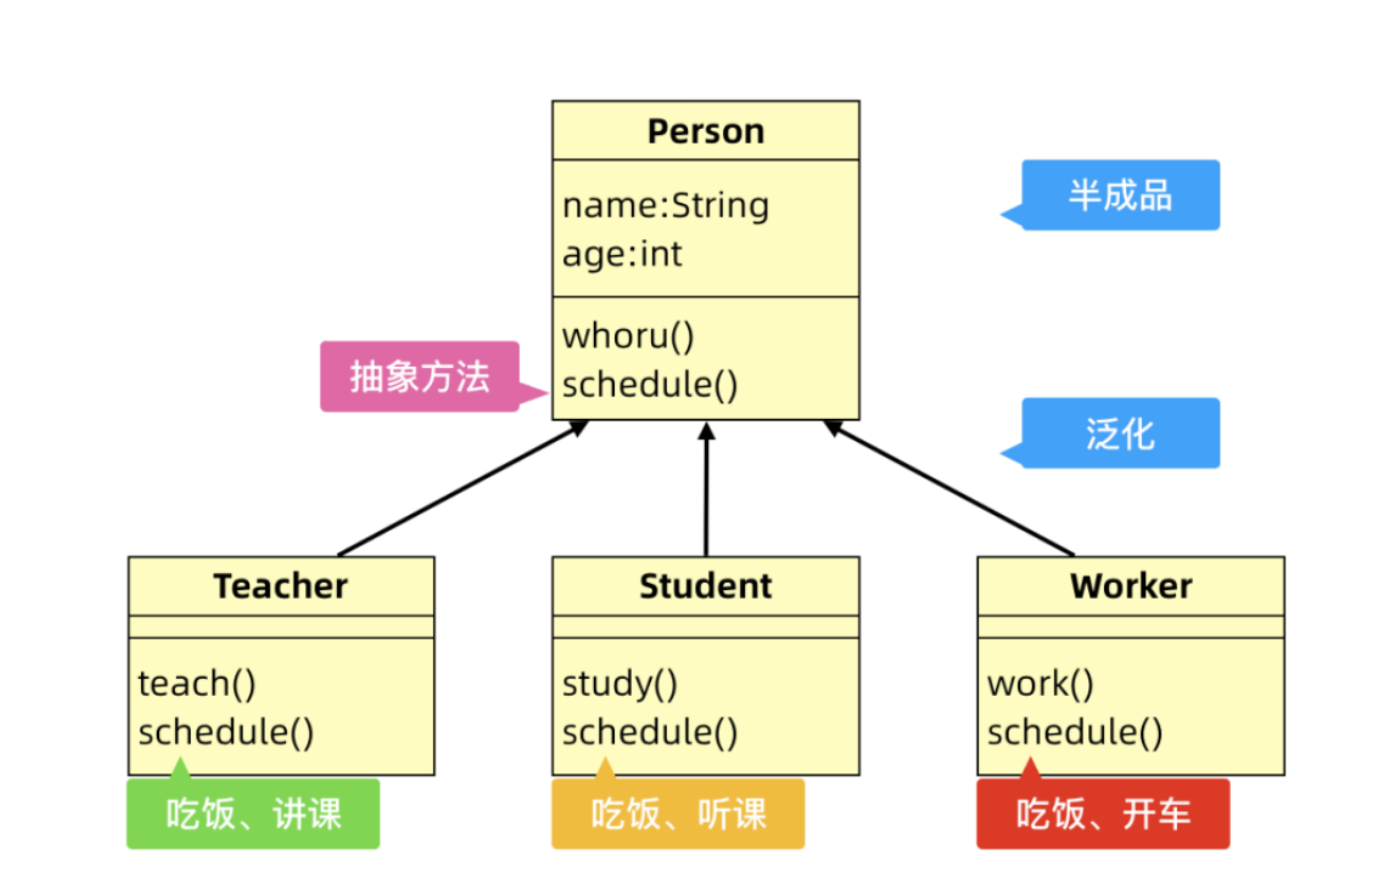 Person
半成品
name:String
age:int
whoru()
抽象方法
schedule()
泛化
Teacher
Student
Worker
teach()
schedule()
study()
schedule()
work()
schedule()
吃饭、讲课
吃饭、听课
吃饭、开车